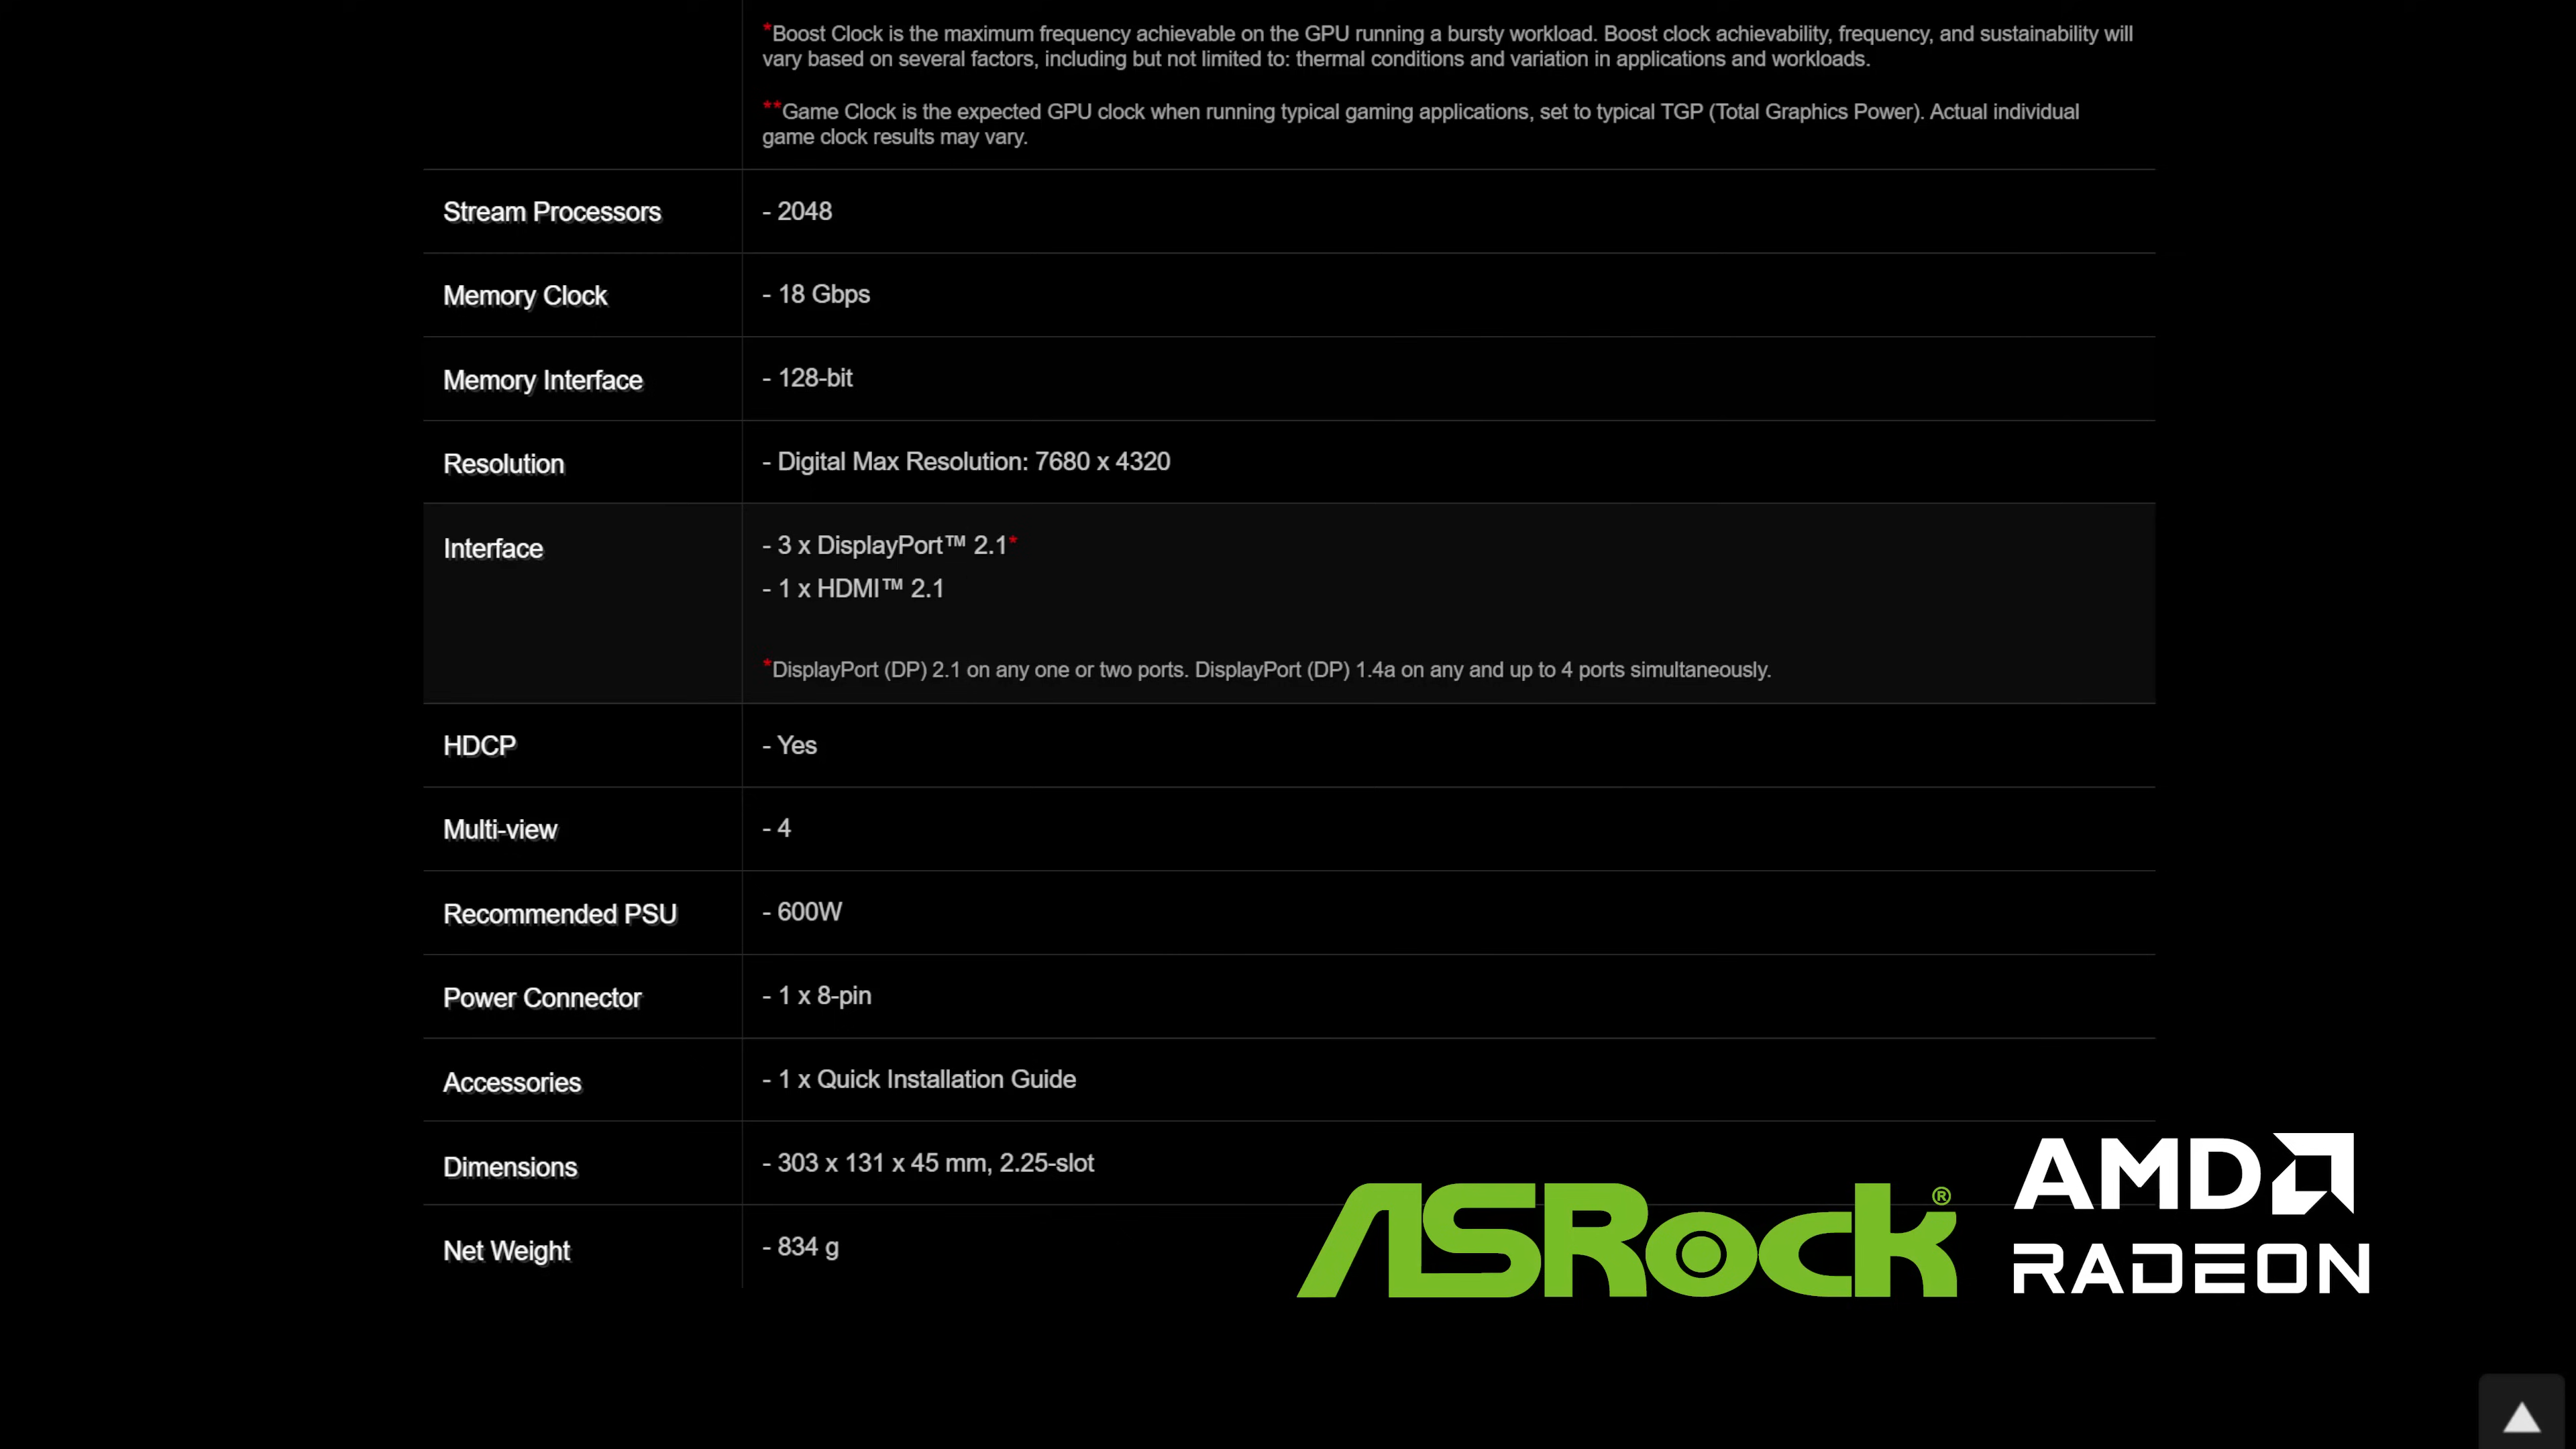 *Boost Clock is the maximum frequency achievable on the GPU running a bursty workload. Boost clock achievability, frequency, and sustainability will
vary based on several factors, including but not limited to: thermal conditions and variation in applications and workloads.
**Game Clock is the expected GPU clock when running typical gaming applications, set to typical TGP (Total Graphics Power). Actual individual
game clock results may vary.
Stream Processors - 2048
Memory Clock - 18 Gbps
Memory Interface - 128-bit
Resolution - Digital Max Resolution: 7680 x 4320
Interface - 3 x DisplayPort™ 2.1*
- 1 x HDMI™ 2.1
*DisplayPort (DP) 2.1 on any one or two ports. DisplayPort (DP) 1.4a on any and up to 4 ports simultaneously.
HDCP - Yes
Multi-view - 4
Recommended PSU - 600W
Power Connector - 1 x 8-pin
Accessories - 1 x Quick Installation Guide
Dimensions - 303 x 131 x 45 mm, 2.25-slot
Net Weight - 834 g
ASRock®
AMD
RADEON